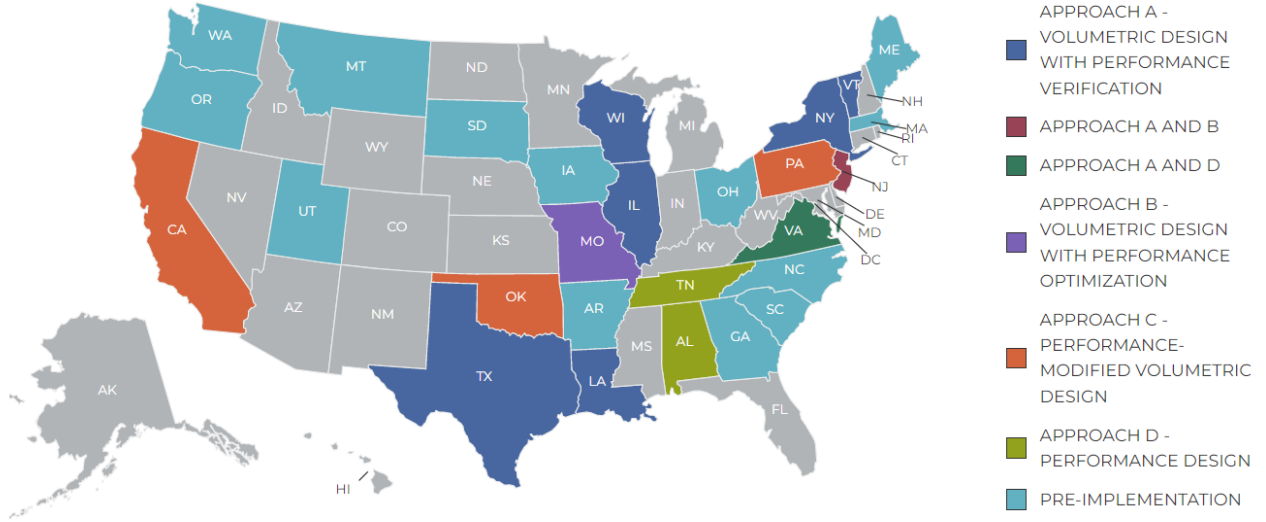 WA
MT
ND
MN
ME
OR
ID
SD
WI
MI
VT
NY
NH
MA
RI
CT
WY
IA
PA
NJ
NE
OH
NV
UT
IL
IN
DE
CA
CO
WV
MD
VA
DC
KS
MO
KY
NC
TN
AZ
NM
OK
AR
SC
MS
AL
GA
TX
LA
FL
AK
HI
APPROACH A -
VOLUMETRIC DESIGN
WITH PERFORMANCE
VERIFICATION
APPROACH A AND B
APPROACH A AND D
APPROACH B -
VOLUMETRIC DESIGN
WITH PERFORMANCE
OPTIMIZATION
APPROACH C -
PERFORMANCE-
MODIFIED VOLUMETRIC
DESIGN
APPROACH D -
PERFORMANCE DESIGN
PRE-IMPLEMENTATION